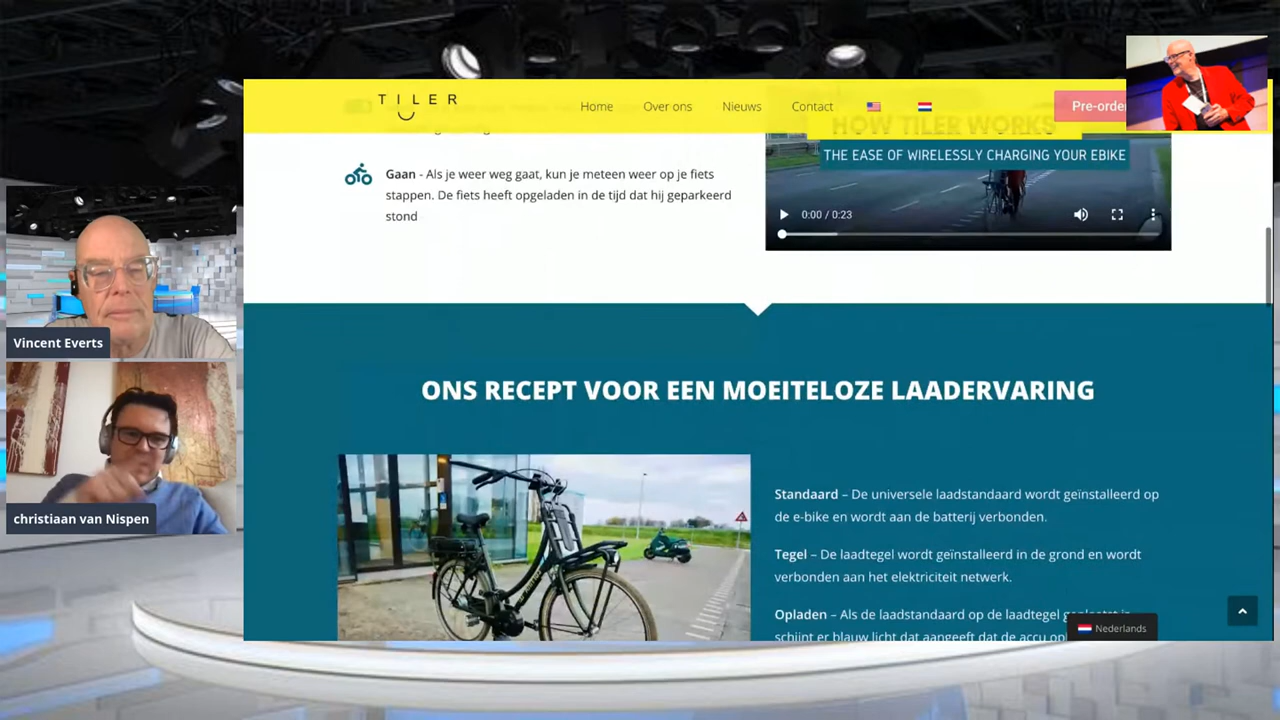 TILER
Home
Over ons
Nieuws
Contact
Pre-orde
HOW TILER WORKS
THE EASE OF WIRELESSLY CHARGING YOUR EBIKE
Gaan - Als je weer weg gaat, kun je meteen weer op je fiets
stappen. De fiets heeft opgeladen in de tijd dat hij geparkeerd
stond
0:00 / 0:23
Vincent Everts
christiaan van Nispen
ONS RECEPT VOOR EEN MOEITELOZE LAADERVARING
Standaard – De universele laadstandaard wordt geïnstalleerd op
de e-bike en wordt aan de batterij verbonden.
Tegel – De laadtegel wordt geïnstalleerd in de grond en wordt
verbonden aan het elektriciteit netwerk.
Opladen – Als de laadstandaard op de laadtegel
schijnt er blauw licht dat aangeeft dat de accu
Nederlands